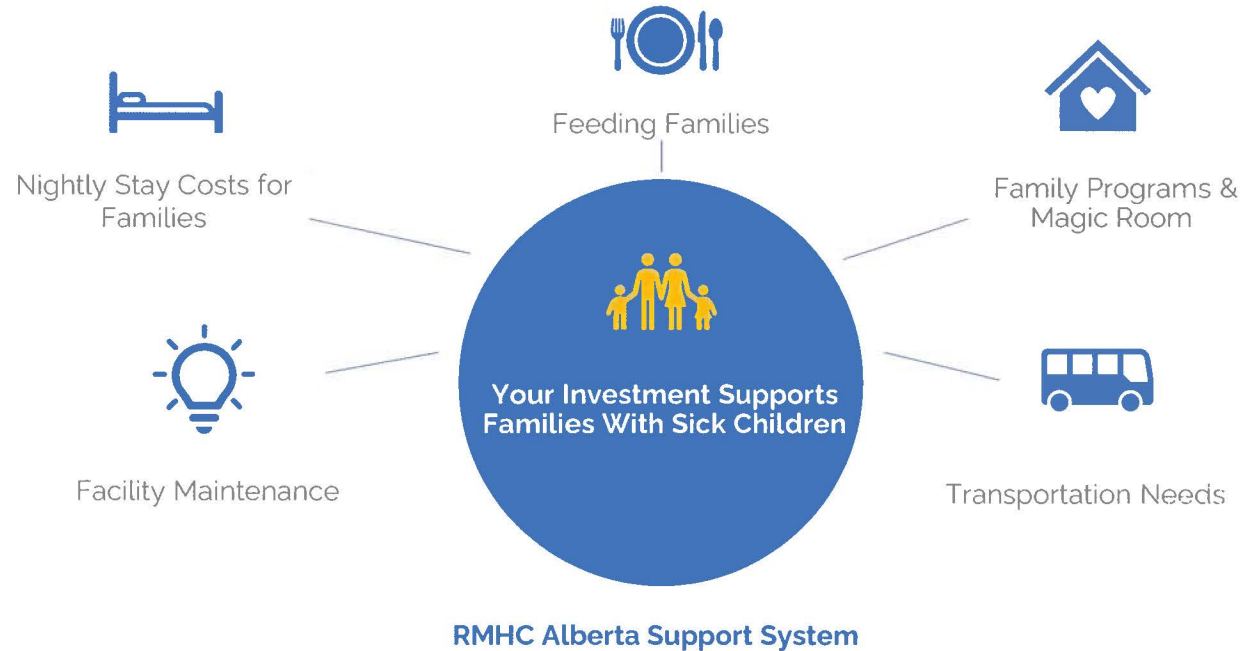 Feeding Families
Nightly Stay Costs for
Families
Family Programs &
Magic Room
Your Investment Supports
Families With Sick Children
Facility Maintenance
Transportation Needs
RMHC Alberta Support System